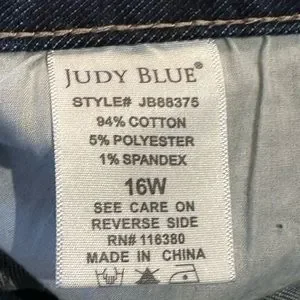 JUDY BLUE®
STYLE# JB88375
94% COTTON
5% POLYESTER
1% SPANDEX
16W
SEE CARE ON
REVERSE SIDE
RN# 116380
MADE IN CHINA